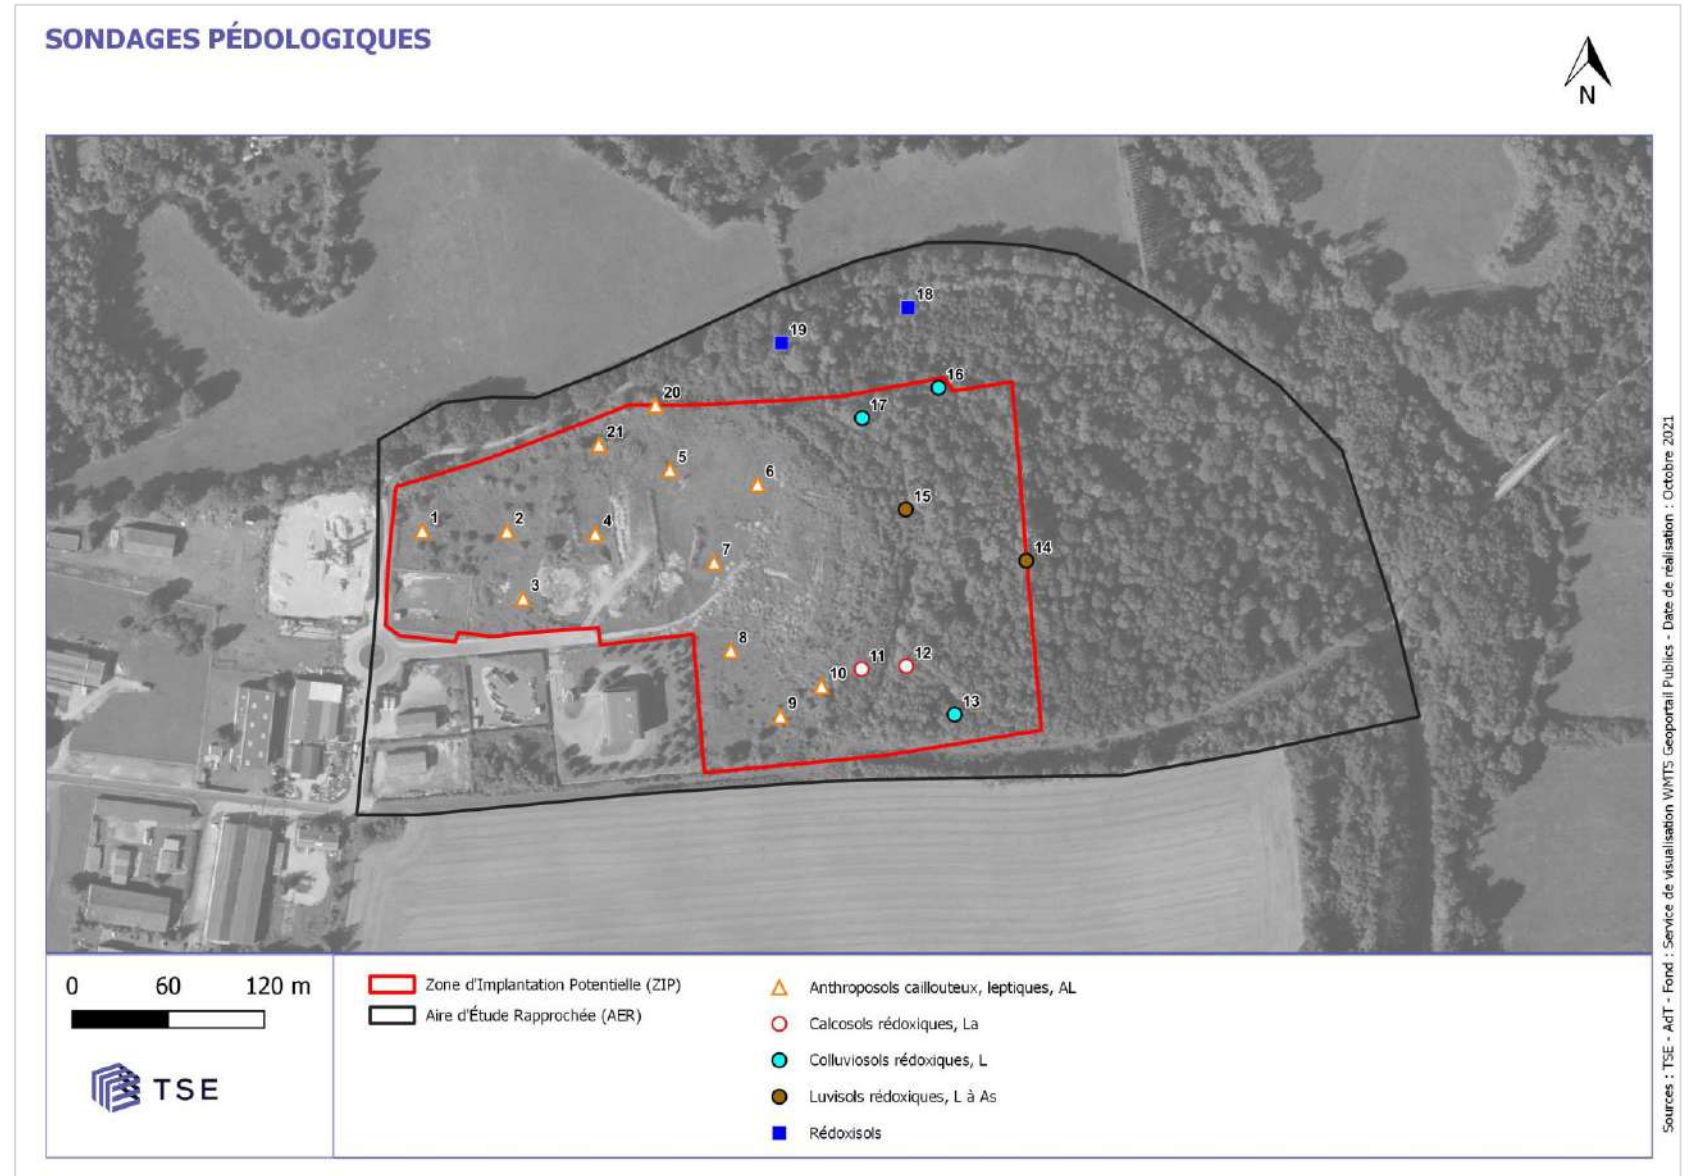 SONDAGES PÉDOLOGIQUES
N
18
19
16
20
17
21
5
6
15
1
2
4
14
7
3
8
11
12
10
9
13
0 60 120 m
TSE
Zone d'Implantation Potentielle (ZIP)
Aire d'Étude Rapprochée (AER)
Anthroposols caillouteux, leptiques, AL
Calcosols rédoxiques, La
Colluviosols rédoxiques, L
Luvisols rédoxiques, L à As
Rédoxisols
Sources : TSE - AdT - Fond : Service de visualisation WMTS Geoportail Publics - Date de réalisation : Octobre 2021